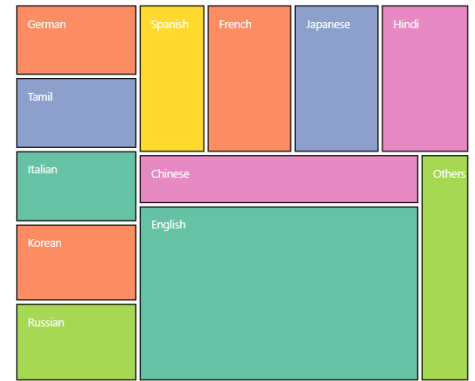 German
Spanish
French
Japanese
Hindi
Tamil
Italian
Chinese
Others
English
Korean
Russian